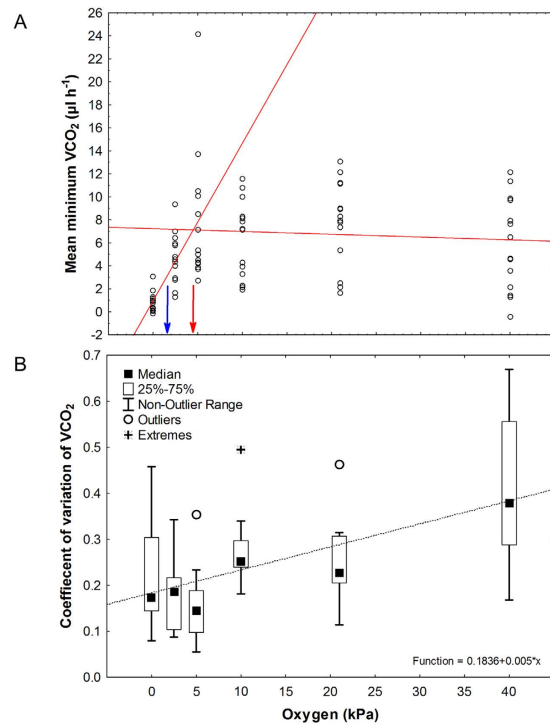 A
26
24
22
20
18
16
14
12
10
8
6
4
2
0
-2
Mean minimum VCO₂ (µl h⁻¹)
B
0.7
0.6
0.5
0.4
0.3
0.2
0.1
0.0
Coeffiecent of variation of VCO₂
Median
25%-75%
Non-Outlier Range
Outliers
Extremes
Function = 0.1836+0.005*x
0 5 10 15 20 25 30 35 40
Oxygen (kPa)